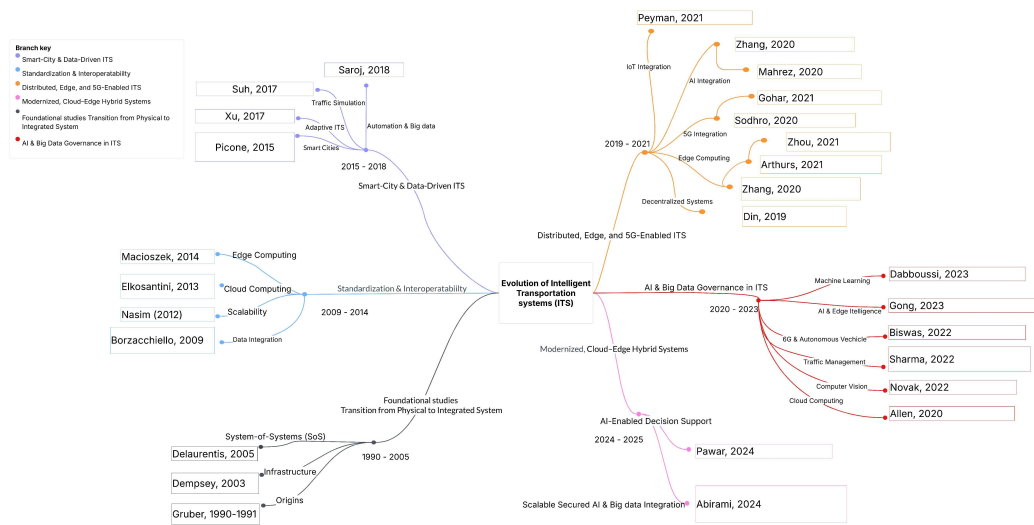 Branch key
Smart-City & Data-Driven ITS
Standardization & Interoperatability
Distributed, Edge, and 5G-Enabled ITS
Modernized, Cloud-Edge Hybrid Systems
Foundational studies Transition from Physical to
Integrated System
AI & Big Data Governance in ITS
Saroj, 2018
Suh, 2017
Traffic Simulation
Xu, 2017
Adaptive ITS
Automation & Big data
Picone, 2015
Smart Cities
2015 - 2018
Smart-City & Data-Driven ITS
Peyman, 2021
IoT Integration
Zhang, 2020
AI Integration
Mahrez, 2020
Gohar, 2021
Sodhro, 2020
5G Integration
2019 - 2021
Zhou, 2021
Edge Computing
Arthurs, 2021
Zhang, 2020
Decentralized Systems
Din, 2019
Distributed, Edge, and 5G-Enabled ITS
Macioszek, 2014
Edge Computing
Elkosantini, 2013
Cloud Computing
Nasim (2012)
Scalability
Borzacchiello, 2009
Data Integration
Standardization & Interoperatability
2009 - 2014
Evolution of Intelligent
Transportation
systems (ITS)
AI & Big Data Governance in ITS
2020 - 2023
Dabboussi, 2023
Machine Learning
Gong, 2023
AI & Edge Itelligence
Biswas, 2022
6G & Autonomous Vechicle
Sharma, 2022
Traffic Management
Novak, 2022
Computer Vision
Cloud Computing
Allen, 2020
Modernized, Cloud-Edge Hybrid Systems
AI-Enabled Decision Support
2024 - 2025
Pawar, 2024
Scalable Secured AI & Big data Integration
Abirami, 2024
Foundational studies
Transition from Physical to Integrated System
System-of-Systems (SoS)
Delaurentis, 2005
1990 - 2005
Infrastructure
Dempsey, 2003
Origins
Gruber, 1990-1991